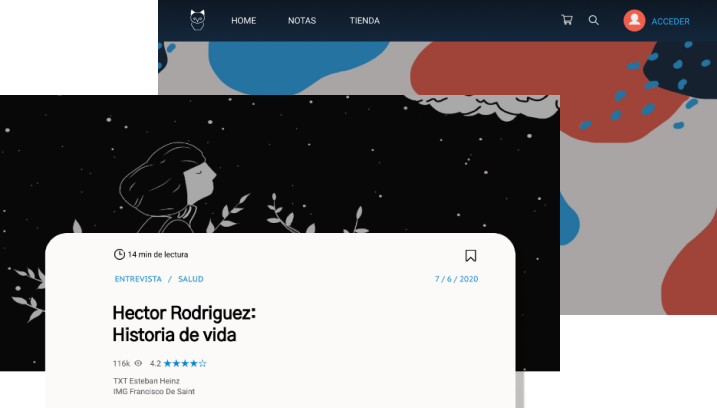 HOME NOTAS TIENDA ACCEDER
14 min de lectura
ENTREVISTA / SALUD 7 / 6 / 2020
Hector Rodriguez:
Historia de vida
116k 4.2
TXT Esteban Heinz
IMG Francisco De Saint